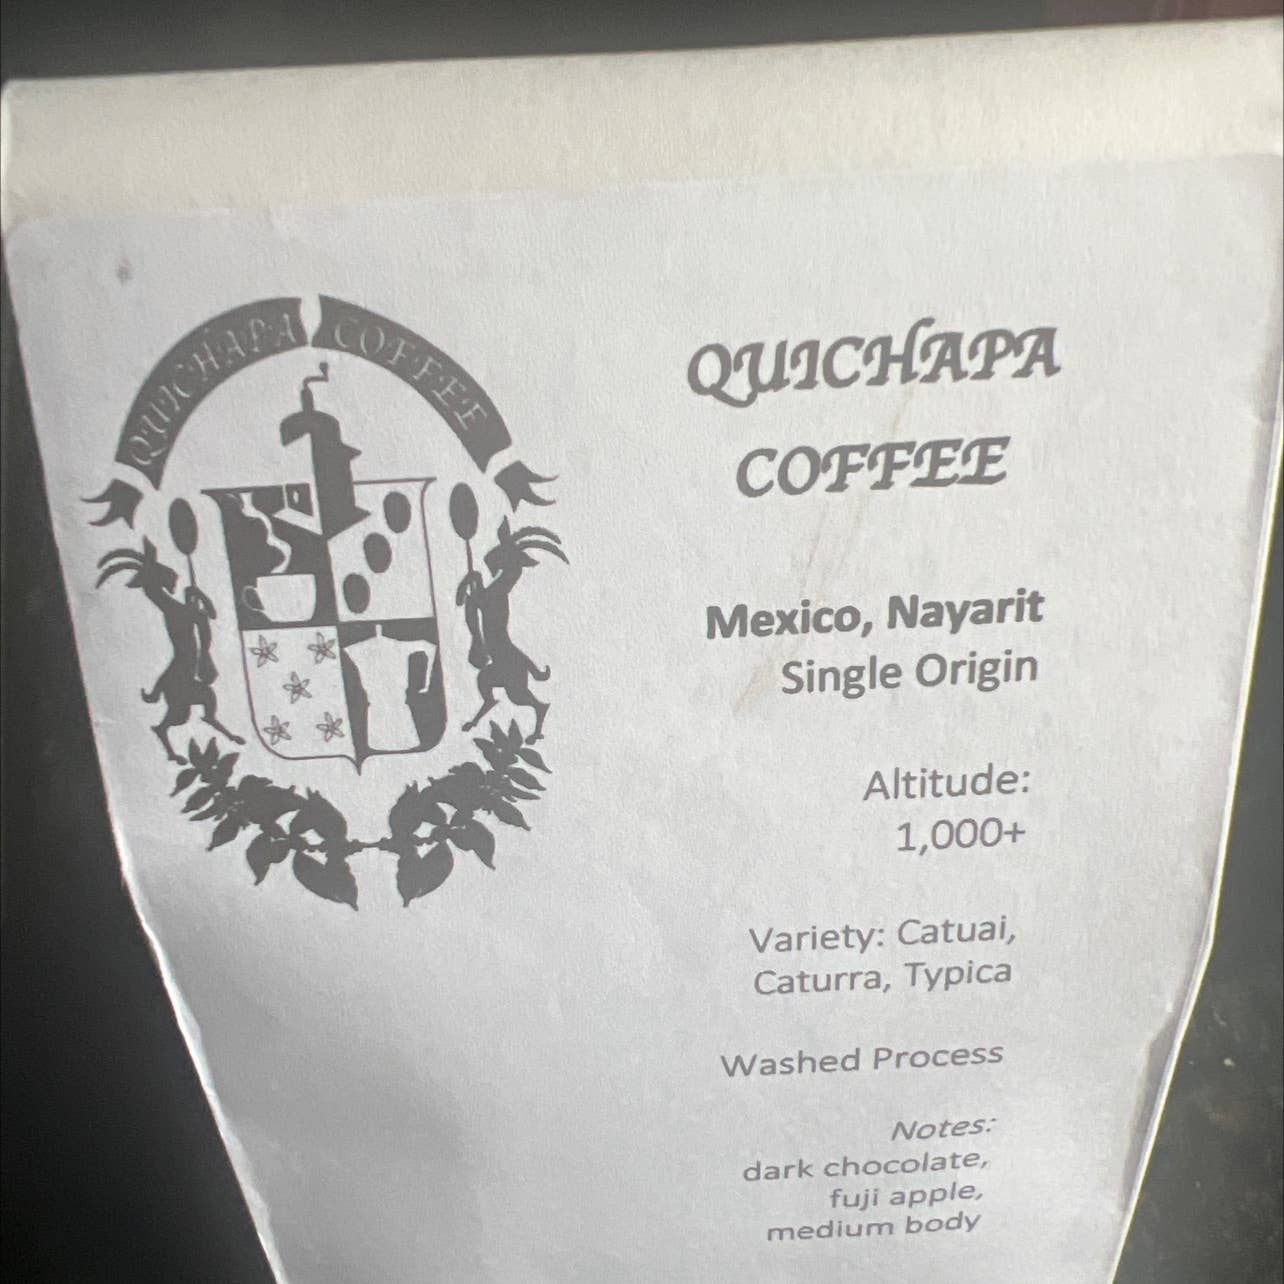 QUICHAPA COFFEE
QUICHAPA
COFFEE
Mexico, Nayarit
Single Origin
Altitude:
1,000+
Variety: Catuai,
Caturra, Typica
Washed Process
Notes:
dark chocolate,
fuji apple,
medium body